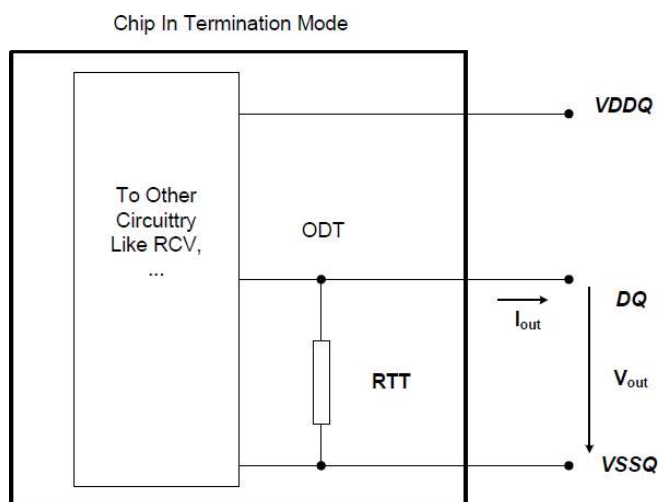 Chip In Termination Mode
VDDQ
To Other
Circuittry
Like RCV,
...
ODT
DQ
Iout
RTT
Vout
VSSQ